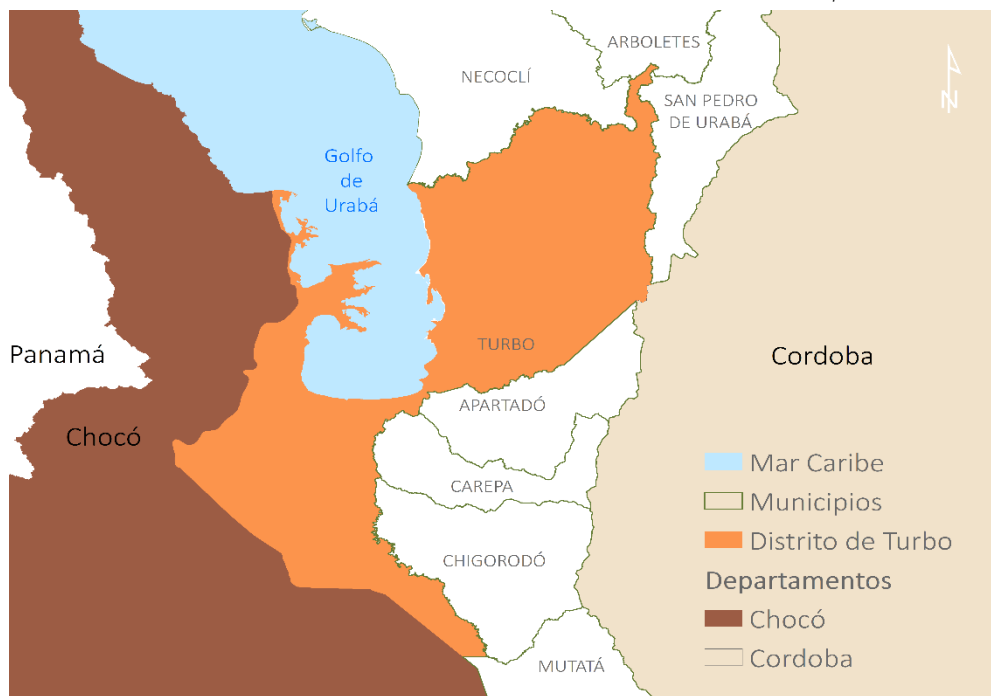 ARBOLETES
NECOCLÍ
SAN PEDRO
DE URABÁ
N
Golfo
de
Urabá
TURBO
Panamá
Cordoba
APARTADÓ
Chocó
CAREPA
CHIGORODÓ
MUTATÁ
Mar Caribe
Municipios
Distrito de Turbo
Departamentos
Chocó
Cordoba